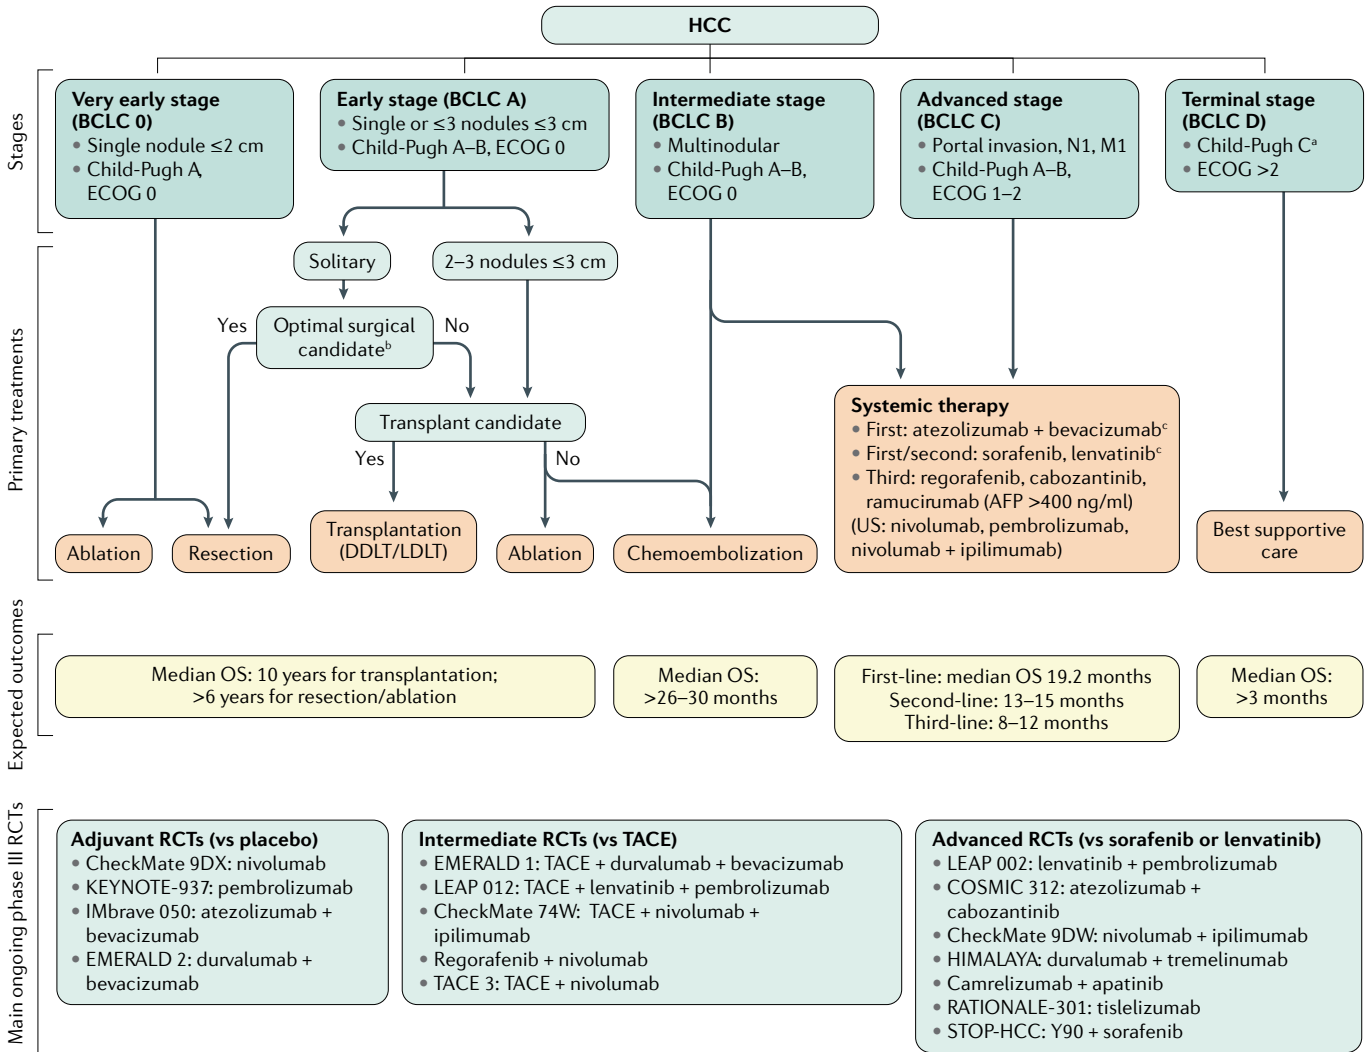 HCC
Stages
Very early stage
(BCLC 0)
• Single nodule ≤2 cm
• Child-Pugh A,
ECOG 0
Early stage (BCLC A)
• Single or ≤3 nodules ≤3 cm
• Child-Pugh A–B, ECOG 0
Intermediate stage
(BCLC B)
• Multinodular
• Child-Pugh A–B,
ECOG 0
Advanced stage
(BCLC C)
• Portal invasion, N1, M1
• Child-Pugh A–B,
ECOG 1–2
Terminal stage
(BCLC D)
• Child-Pugh Cᵃ
• ECOG >2
Primary treatments
Solitary
2–3 nodules ≤3 cm
Yes
Optimal surgical
candidateᵇ
No
Transplant candidate
Yes
No
Ablation
Resection
Transplantation
(DDLT/LDLT)
Ablation
Chemoembolization
Systemic therapy
• First: atezolizumab + bevacizumabᶜ
• First/second: sorafenib, lenvatinibᶜ
• Third: regorafenib, cabozantinib,
ramucirumab (AFP >400 ng/ml)
(US: nivolumab, pembrolizumab,
nivolumab + ipilimumab)
Best supportive
care
Expected outcomes
Median OS: 10 years for transplantation;
>6 years for resection/ablation
Median OS:
>26–30 months
First-line: median OS 19.2 months
Second-line: 13–15 months
Third-line: 8–12 months
Median OS:
>3 months
Main ongoing phase III RCTs
Adjuvant RCTs (vs placebo)
• CheckMate 9DX: nivolumab
• KEYNOTE-937: pembrolizumab
• IMbrave 050: atezolizumab +
bevacizumab
• EMERALD 2: durvalumab +
bevacizumab
Intermediate RCTs (vs TACE)
• EMERALD 1: TACE + durvalumab + bevacizumab
• LEAP 012: TACE + lenvatinib + pembrolizumab
• CheckMate 74W: TACE + nivolumab +
ipilimumab
• Regorafenib + nivolumab
• TACE 3: TACE + nivolumab
Advanced RCTs (vs sorafenib or lenvatinib)
• LEAP 002: lenvatinib + pembrolizumab
• COSMIC 312: atezolizumab +
cabozantinib
• CheckMate 9DW: nivolumab + ipilimumab
• HIMALAYA: durvalumab + tremelinumab
• Camrelizumab + apatinib
• RATIONALE-301: tislelizumab
• STOP-HCC: Y90 + sorafenib